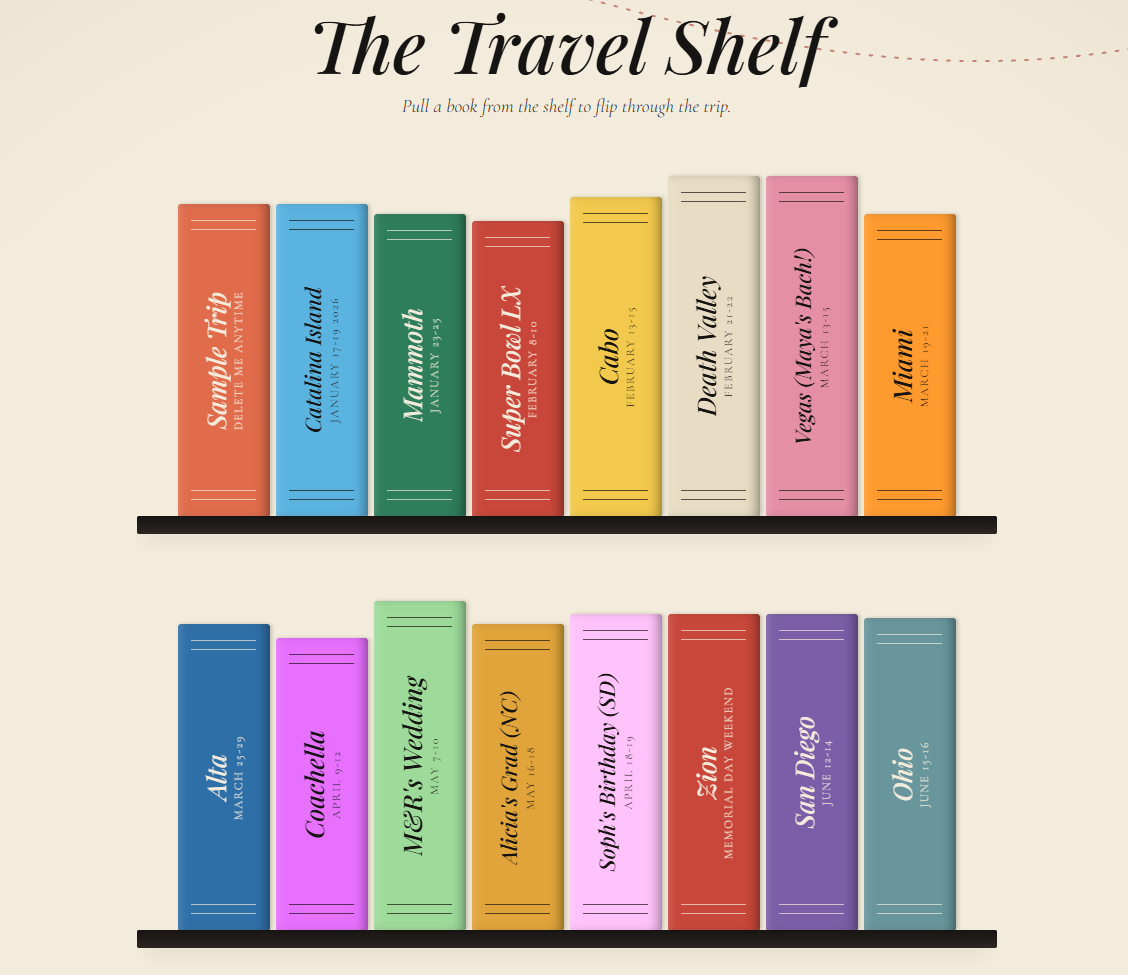 The Travel Shelf
Pull a book from the shelf to flip through the trip.
Sample Trip
DELETE ME ANYTIME
Catalina Island
JANUARY 17-19 2026
Mammoth
JANUARY 23-25
Super Bowl LX
FEBRUARY 8-10
Cabo
FEBRUARY 13-15
Death Valley
FEBRUARY 21-22
Vegas (Maya's Bach!)
MARCH 13-15
Miami
MARCH 19-21
Alta
MARCH 25-29
Coachella
APRIL 9-12
M&R's Wedding
MAY 7-10
Alicia's Grad (NC)
MAY 16-18
Soph's Birthday (SD)
APRIL 18-19
Zion
MEMORIAL DAY WEEKEND
San Diego
JUNE 12-14
Ohio
JUNE 15-16